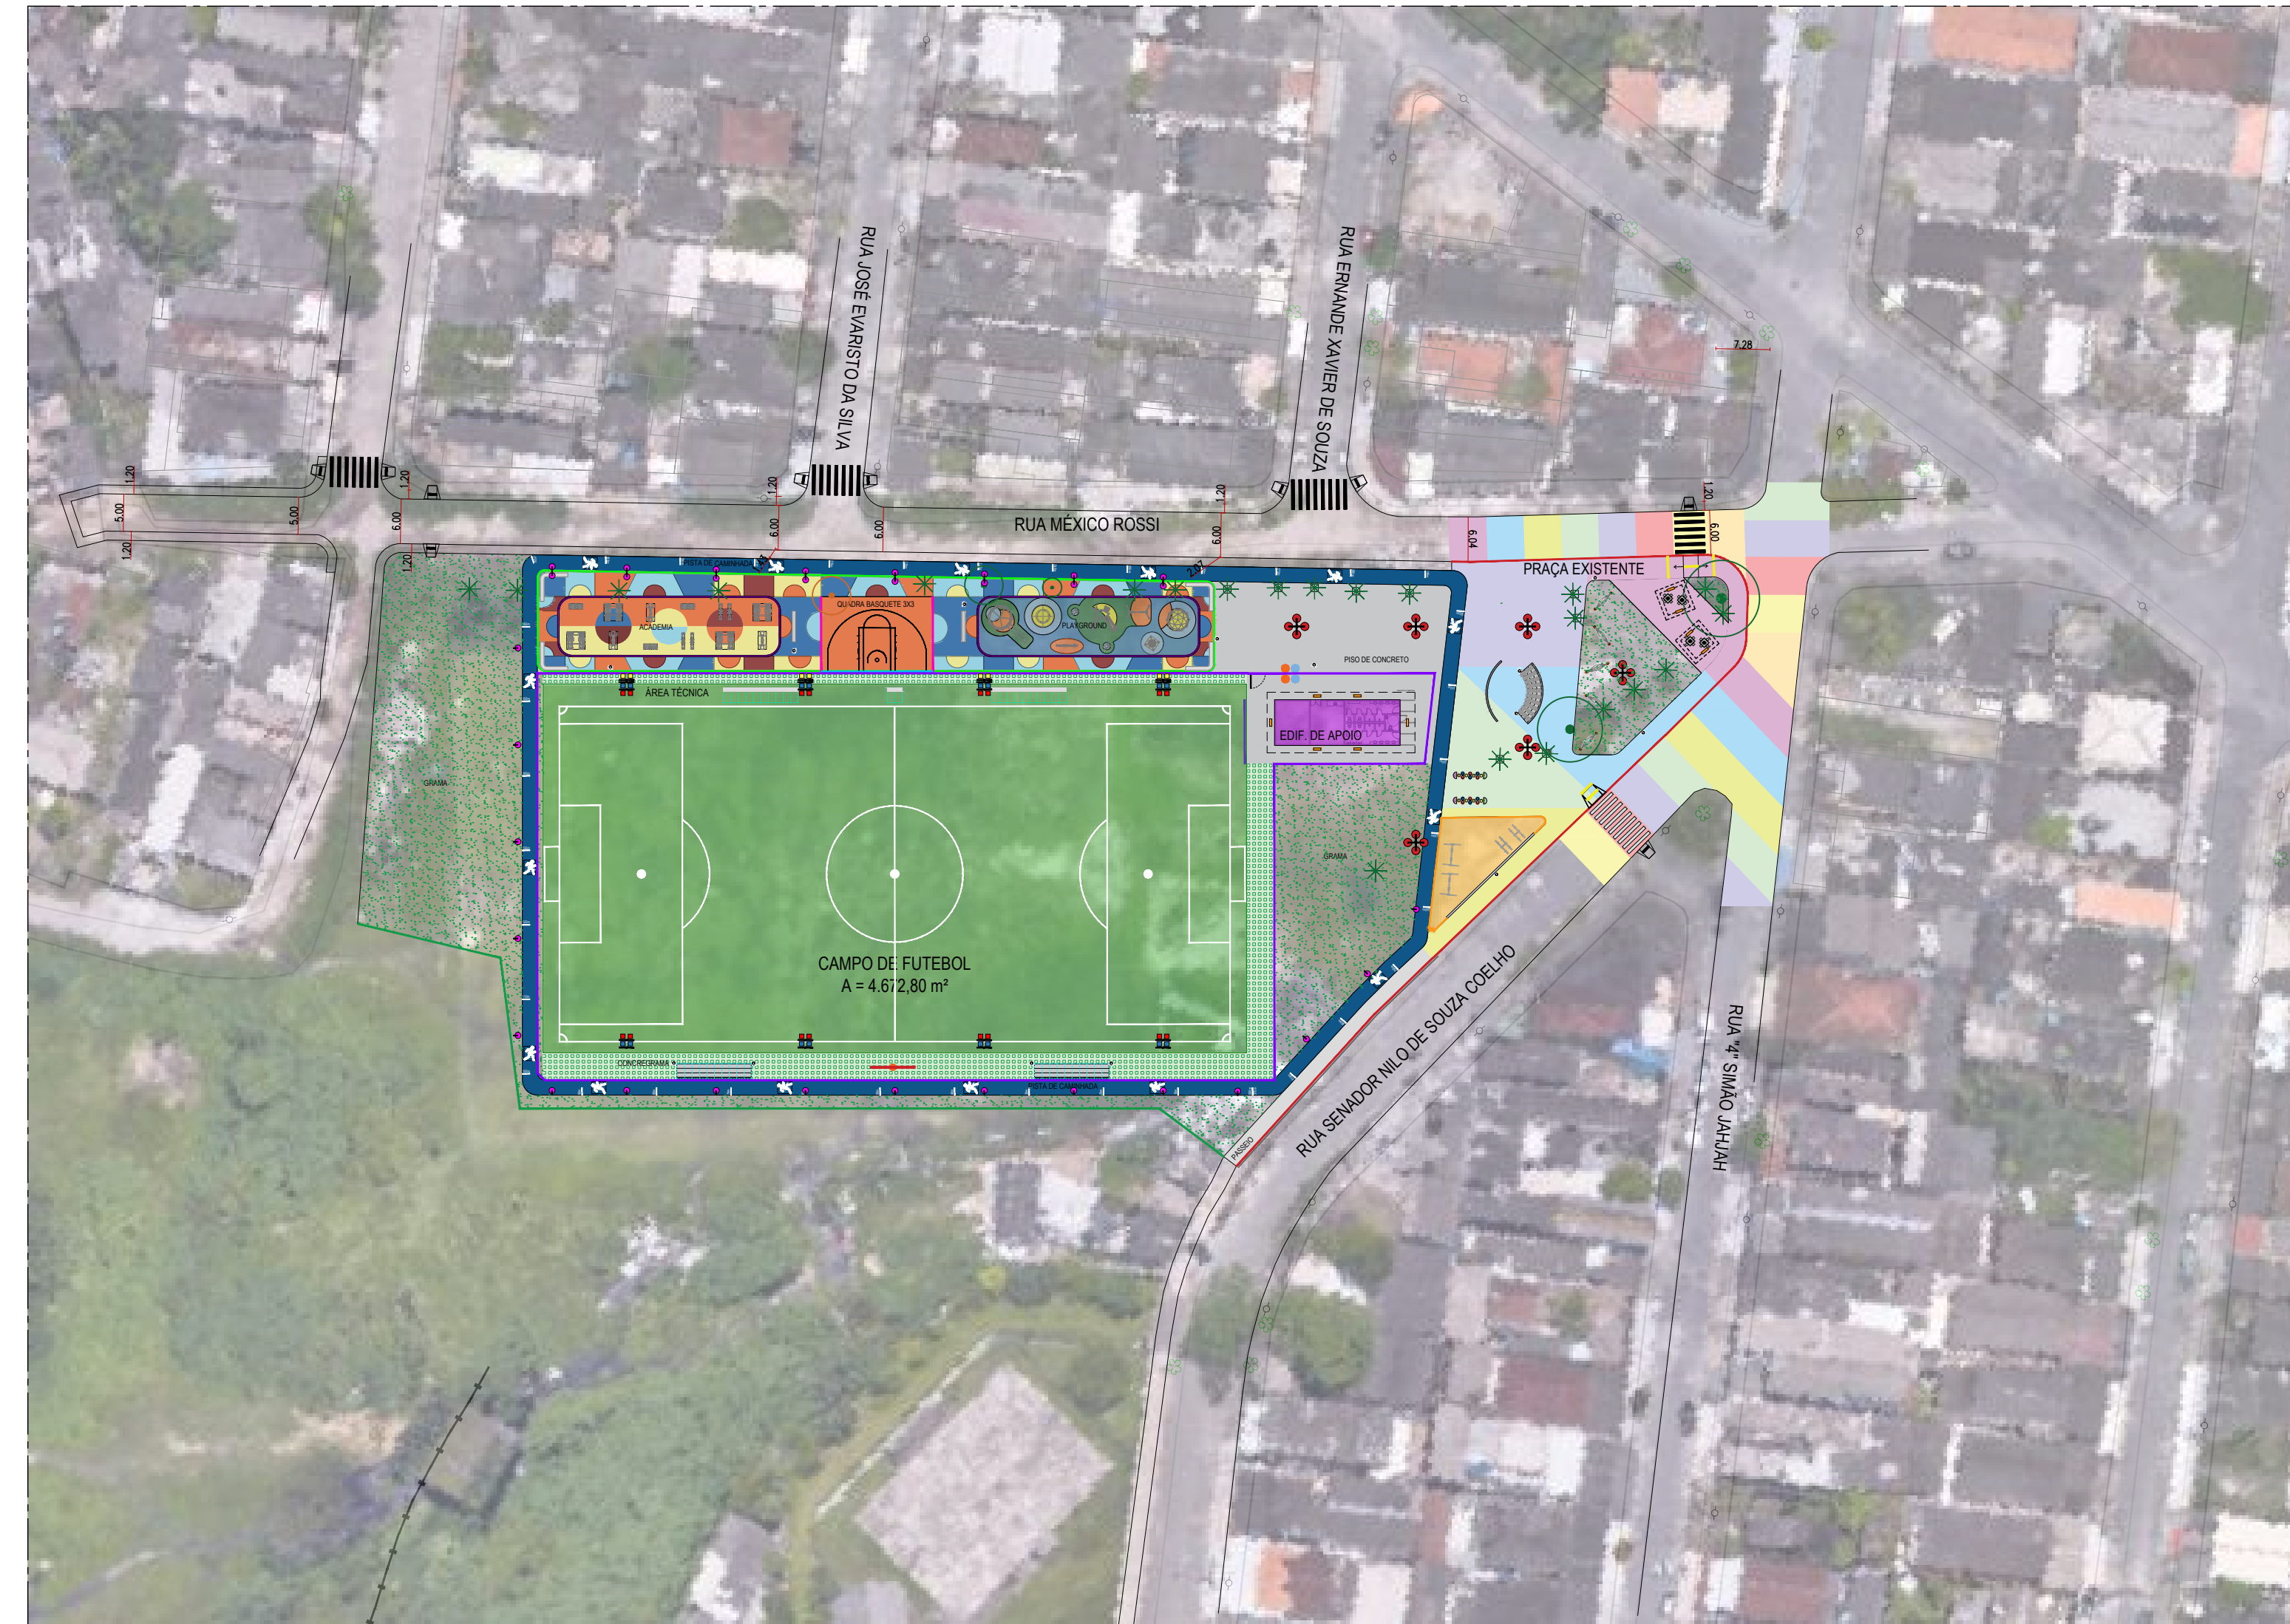 RUA JOSÉ EVARISTO DA SILVA
RUA ERNANDE XAVIER DE SOUZA
7.28
1.20
1.20
1.20
1.20
1.20
5.00
5.00
6.00
6.00
6.00
6.00
6.04
6.00
1.20
1.20
RUA MÉXICO ROSSI
PRAÇA EXISTENTE
PISTA DE CAMINHADA
2.07
QUADRA BASQUETE 3X3
ACADEMIA
PLAYGROUND
PISO DE CONCRETO
ÁREA TÉCNICA
EDIF. DE APOIO
GRAMA
GRAMA
CAMPO DE FUTEBOL
A = 4.672,80 m²
CONCREGRAMA
PISTA DE CAMINHADA
PASSEIO
RUA SENADOR NILO DE SOUZA COELHO
RUA "4" SIMÃO JAHJAH